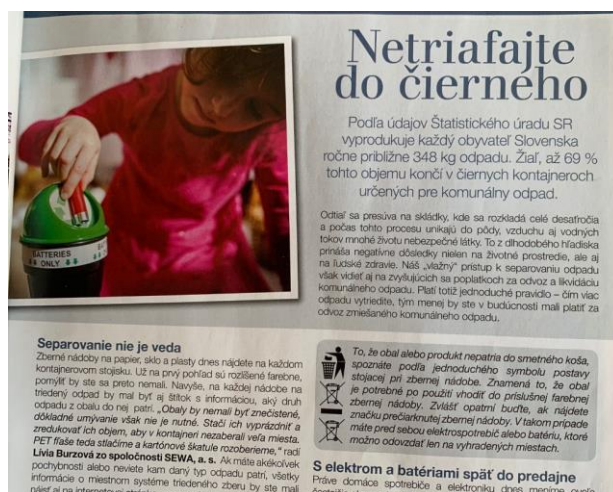 Netriafajte
do čierneho
Podľa údajov Štatistického úradu SR
vyprodukuje každý obyvateľ Slovenska
ročne približne 348 kg odpadu. Žiaľ, až 69 %
tohto objemu končí v čiernych kontajneroch
určených pre komunálny odpad.
Odtiaľ sa presúva na skládky, kde sa rozkladá celé desaťročia
a počas tohto procesu unikajú do pôdy, vzduchu aj vodných
tokov mnohé životu nebezpečné látky. To z dlhodobého hľadiska
prináša negatívne dôsledky nielen na životné prostredie, ale aj
na ľudské zdravie. Náš „vlažný“ prístup k separovaniu odpadu
však vidieť aj na zvyšujúcich sa poplatkoch za odvoz a likvidáciu
komunálneho odpadu. Platí totiž jednoduché pravidlo – čím viac
odpadu vytriedite, tým menej by ste v budúcnosti mali platiť za
odvoz zmiešaného komunálneho odpadu.
BATTERIES
ONLY
Separovanie nie je veda
Zberné nádoby na papier, sklo a plasty dnes nájdete na každom
kontajnerovom stojisku. Už na prvý pohľad sú rozlíšené farebne,
pomýliť by ste sa preto nemali. Navyše, na každej nádobe na
triedený odpad by mal byť aj štítok s informáciou, aký druh
odpadu z obalu do nej patrí. „Obaly by nemali byť znečistené,
dôkladné umývanie však nie je nutné. Stačí ich vyprázdniť a
zredukovať ich objem, aby v kontajneri nezaberali veľa miesta.
PET fľaše teda stlačíme a kartónové škatule rozoberieme,“ radí
Lívia Burzová zo spoločnosti SEWA, a. s. Ak máte akékoľvek
pochybnosti alebo neviete kam daný typ odpadu patrí, všetky
informácie o miestnom systéme triedeného zberu by ste mali
nájsť aj na internetovej
To, že obal alebo produkt nepatria do smetného koša,
spoznáte podľa jednoduchého symbolu postavy
stojacej pri zbernej nádobe. Znamená to, že obal
je potrebné po použití vhodiť do príslušnej farebnej
zbernej nádoby. Zvlášť opatrní buďte, ak nájdete
značku prečiarknutej zbernej nádoby. V takom prípade
máte pred sebou elektrospotrebič alebo batériu, ktoré
možno odovzdať len na vyhradených miestach.
S elektrom a batériami späť do predajne
Práve domáce spotrebiče a elektroniku dnes meníme